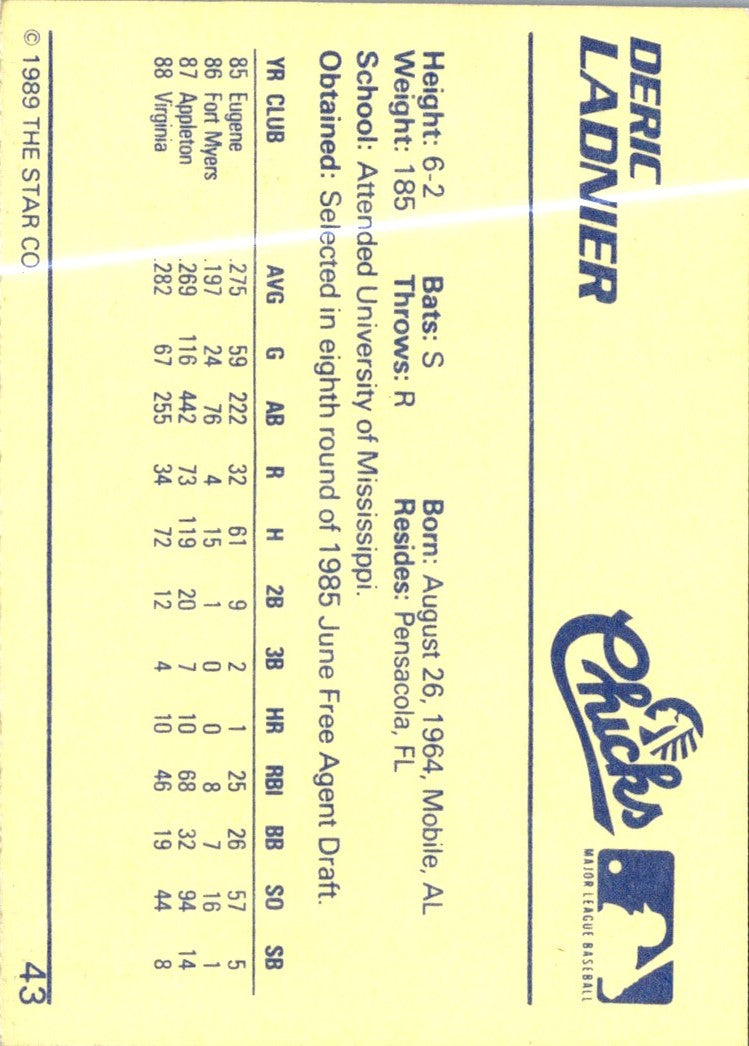 DERIC
LADNIER
Chicks
MAJOR LEAGUE BASEBALL
Height: 6-2 Bats: S Born: August 26, 1964, Mobile, AL
Weight: 185 Throws: R Resides: Pensacola, FL
School: Attended University of Mississippi.
Obtained: Selected in eighth round of 1985 June Free Agent Draft.
YR CLUB AVG G AB R H 2B 3B HR RBI BB SO SB
85 Eugene .275 59 222 32 61 9 2 1 25 26 57 5
86 Fort Myers .197 24 76 4 15 1 0 0 8 7 16 1
87 Appleton .269 116 442 73 119 20 7 10 68 32 94 14
88 Virginia .282 67 255 34 72 12 4 10 46 19 44 8
© 1989 THE STAR CO. 43